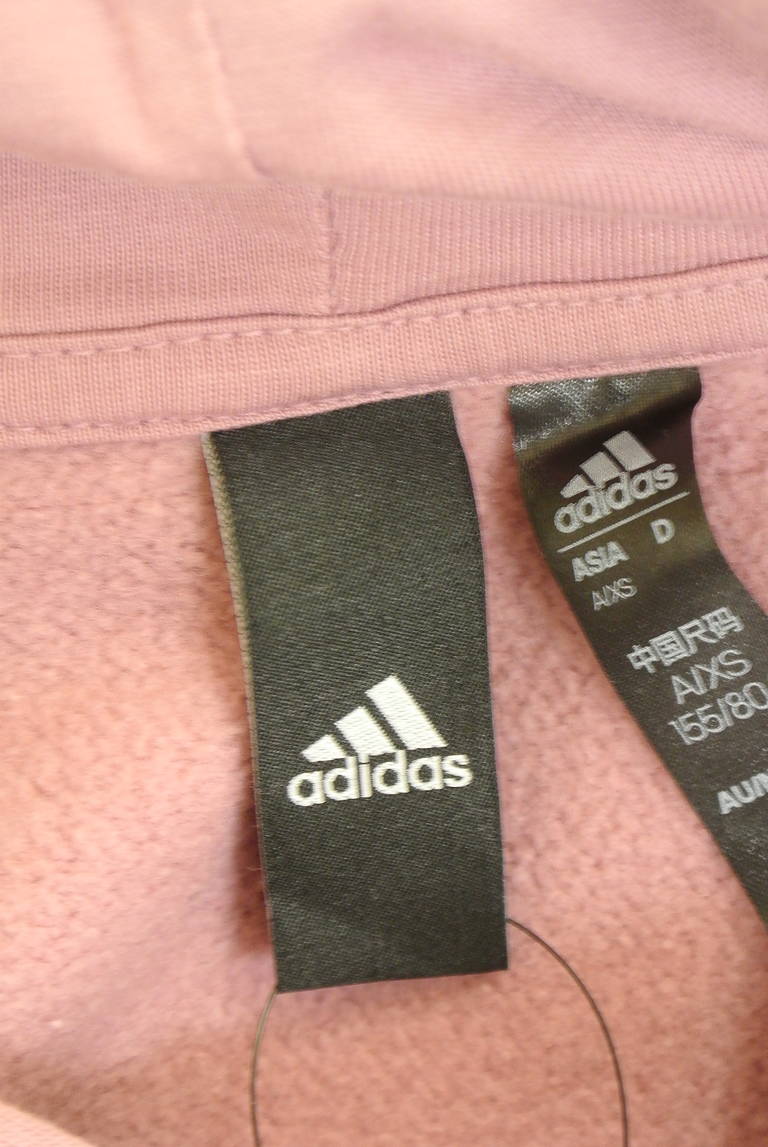 adidas
adidas
ASIA D
A/XS
中国尺码
A/XS
155/80